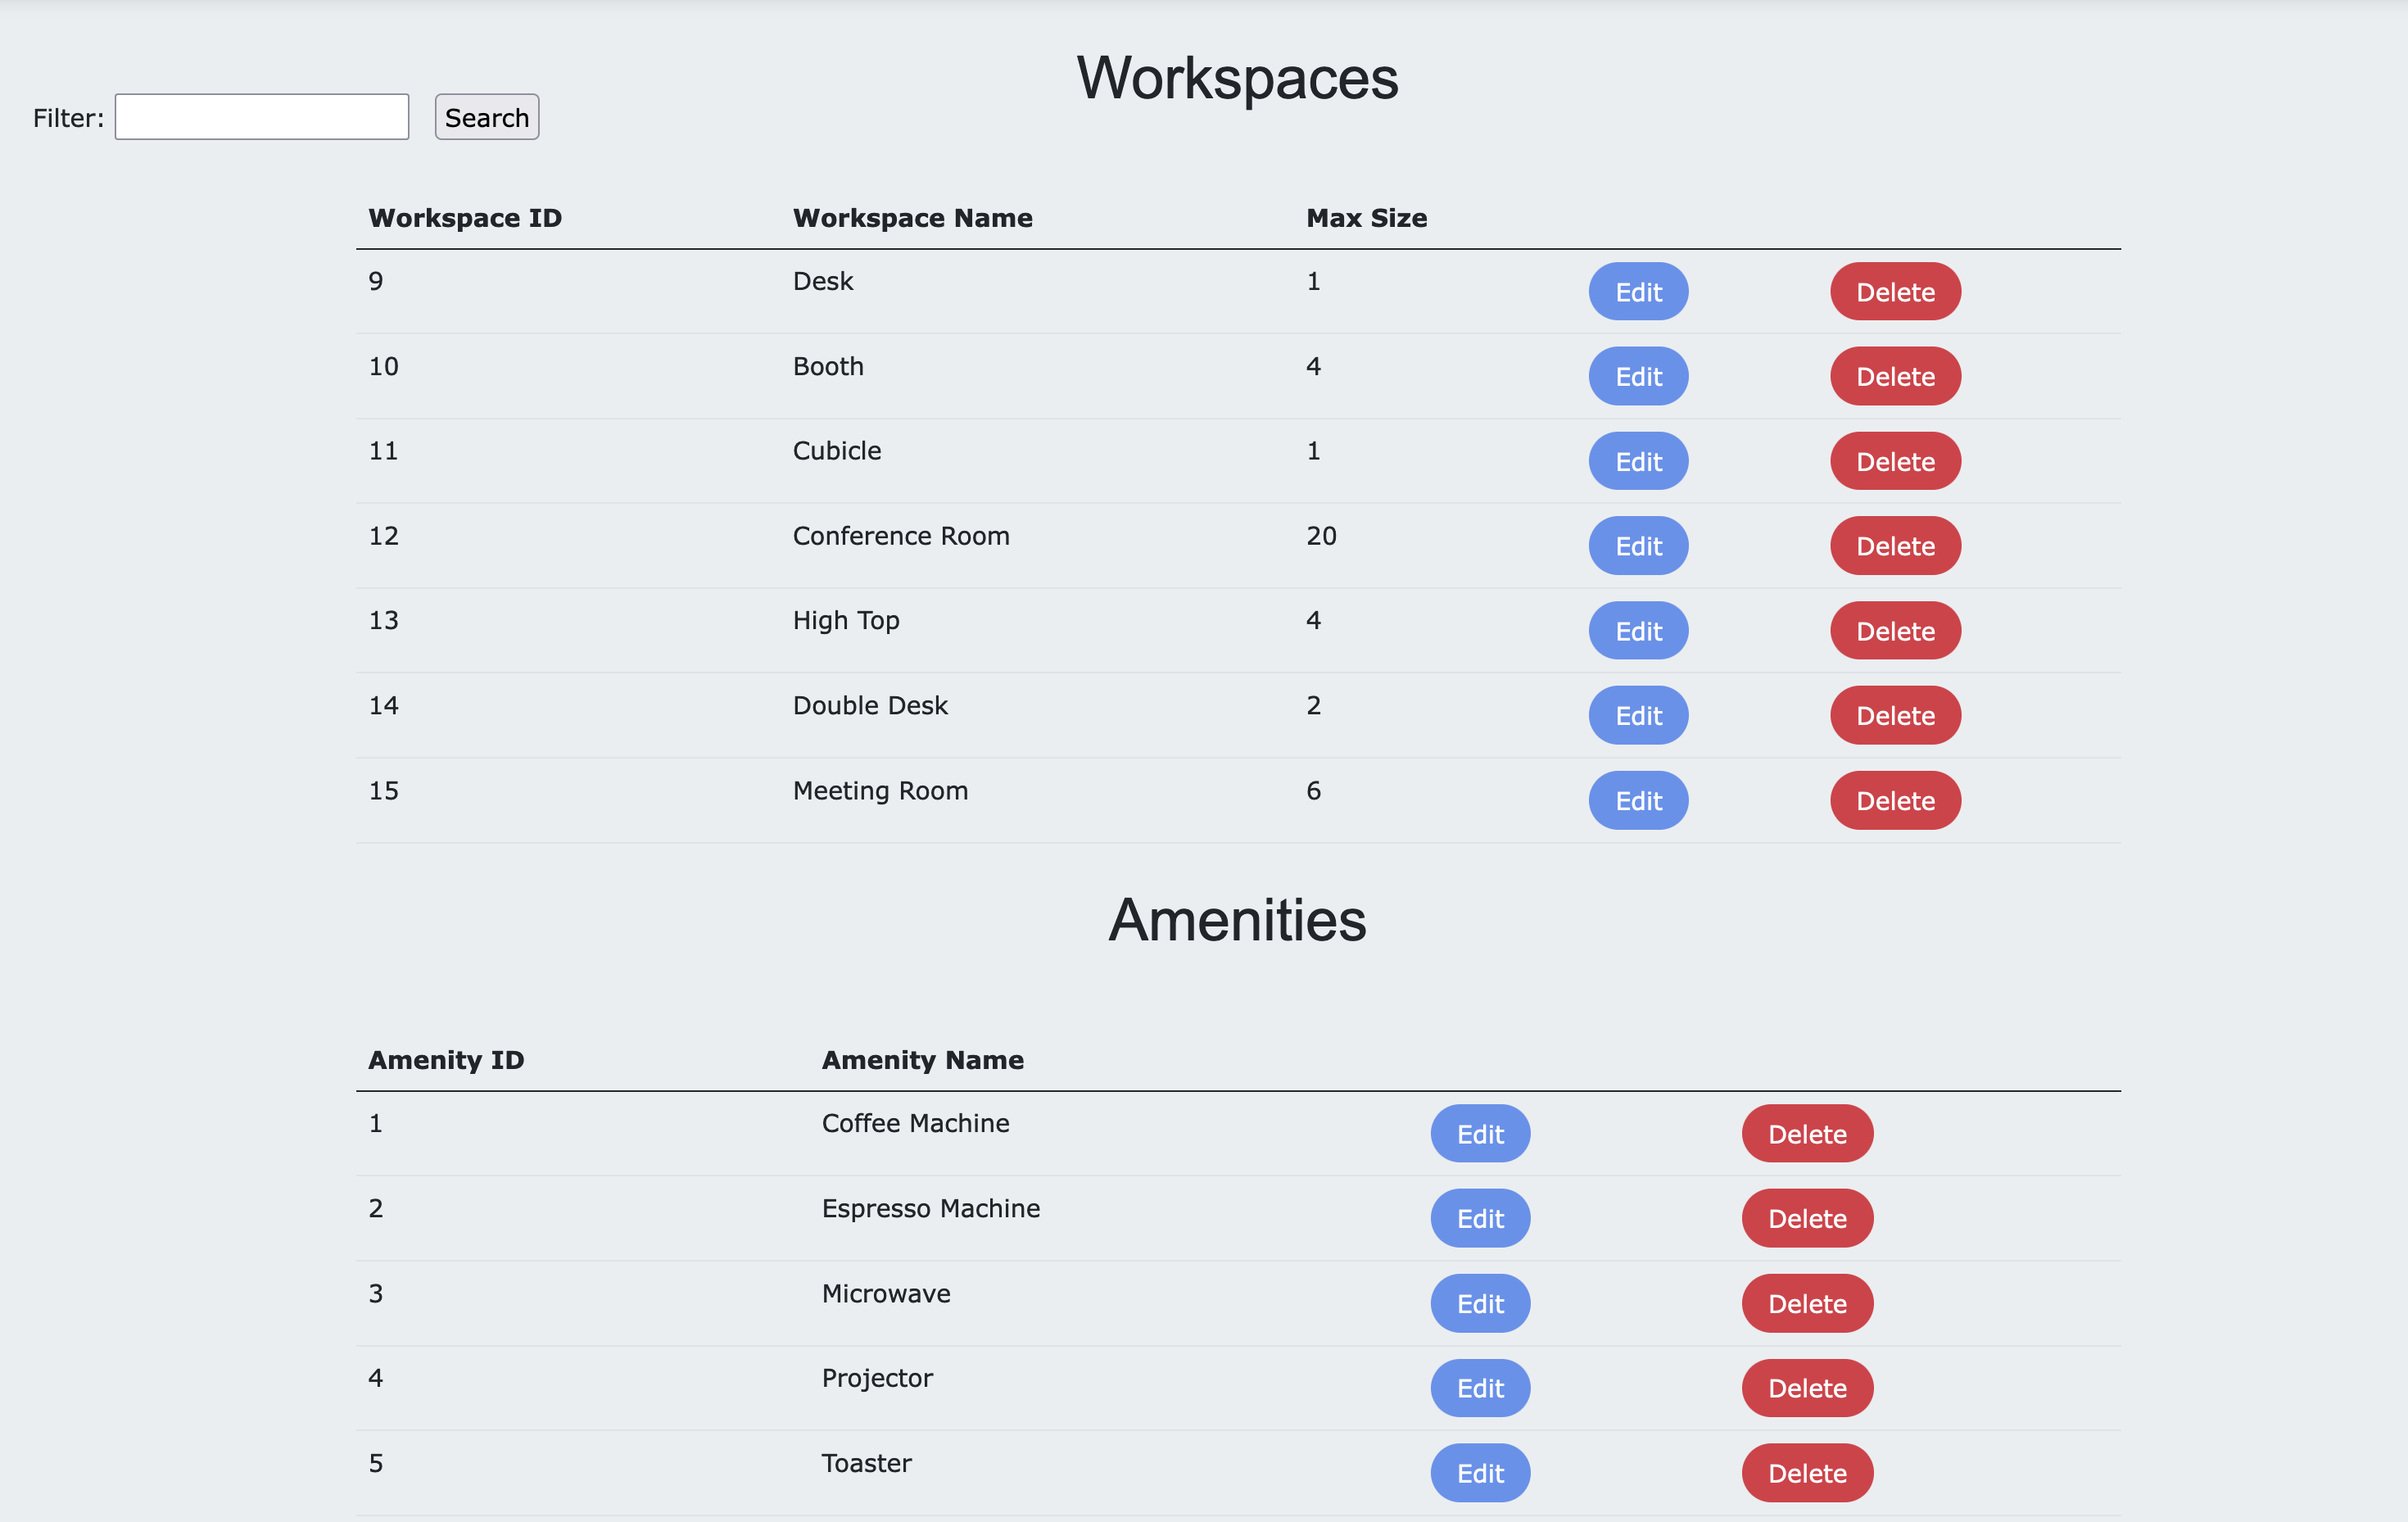 Workspaces
Filter: Search
Workspace ID Workspace Name Max Size
9 Desk 1 Edit Delete
10 Booth 4 Edit Delete
11 Cubicle 1 Edit Delete
12 Conference Room 20 Edit Delete
13 High Top 4 Edit Delete
14 Double Desk 2 Edit Delete
15 Meeting Room 6 Edit Delete
Amenities
Amenity ID Amenity Name
1 Coffee Machine Edit Delete
2 Espresso Machine Edit Delete
3 Microwave Edit Delete
4 Projector Edit Delete
5 Toaster Edit Delete